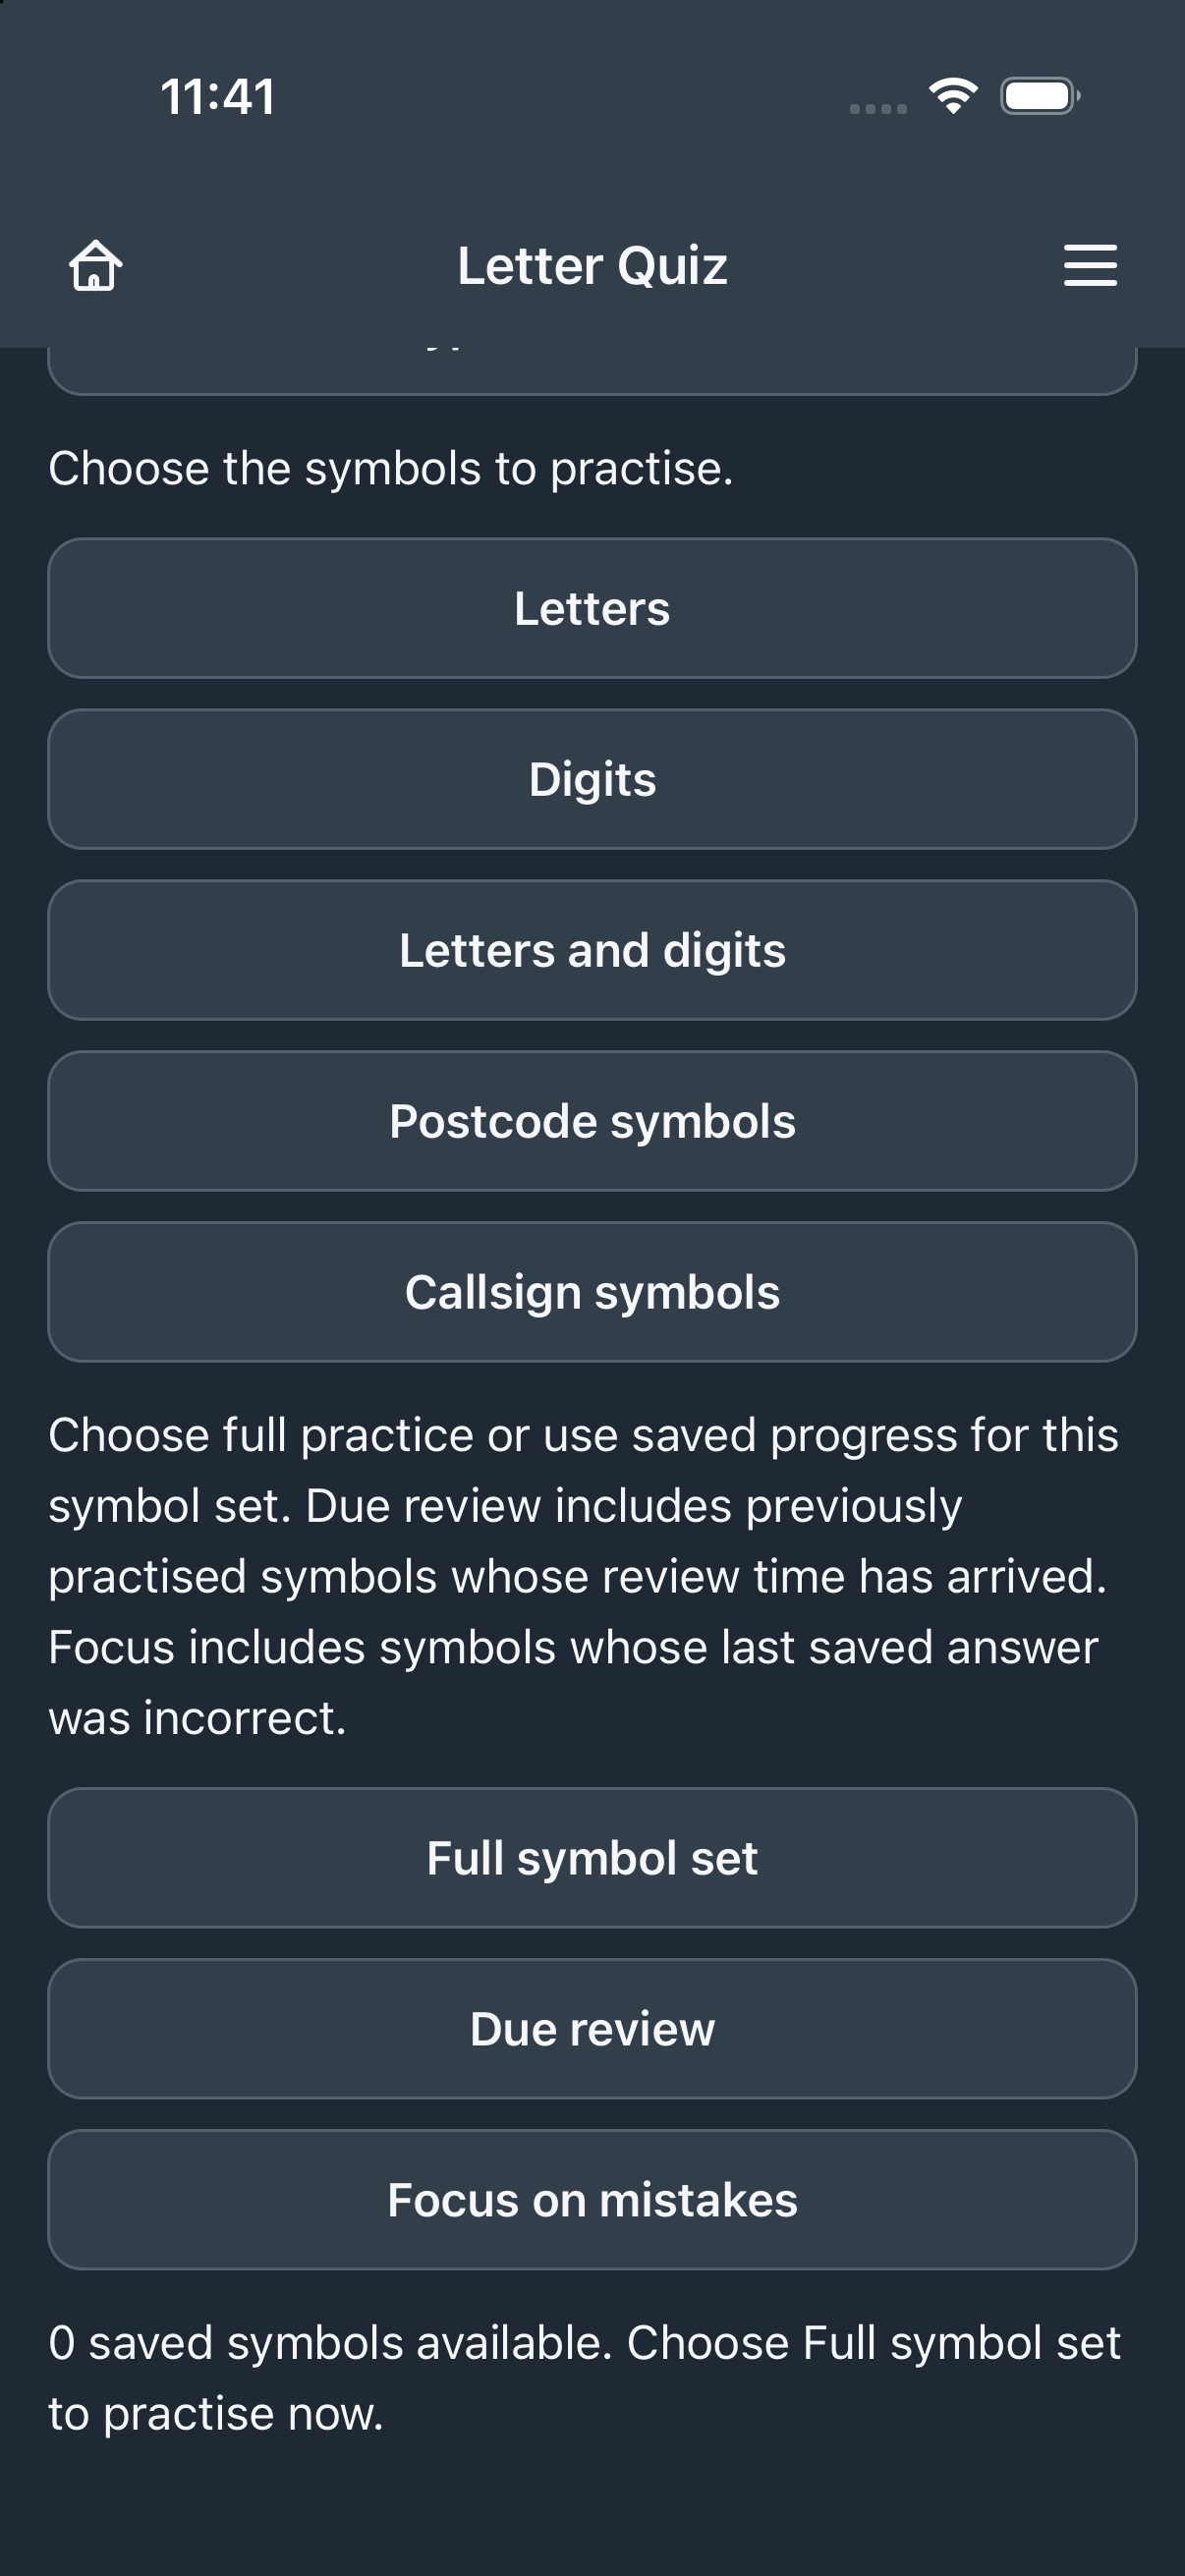 11:41
Letter Quiz
Choose the symbols to practise.
Letters
Digits
Letters and digits
Postcode symbols
Callsign symbols
Choose full practice or use saved progress for this
symbol set. Due review includes previously
practised symbols whose review time has arrived.
Focus includes symbols whose last saved answer
was incorrect.
Full symbol set
Due review
Focus on mistakes
0 saved symbols available. Choose Full symbol set
to practise now.